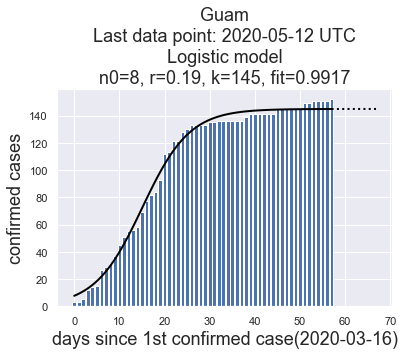 Guam
Last data point: 2020-05-12 UTC
Logistic model
n0=8, r=0.19, k=145, fit=0.9917
confirmed cases
140
120
100
80
60
40
20
0
0 10 20 30 40 50 60 70
days since 1st confirmed case(2020-03-16)